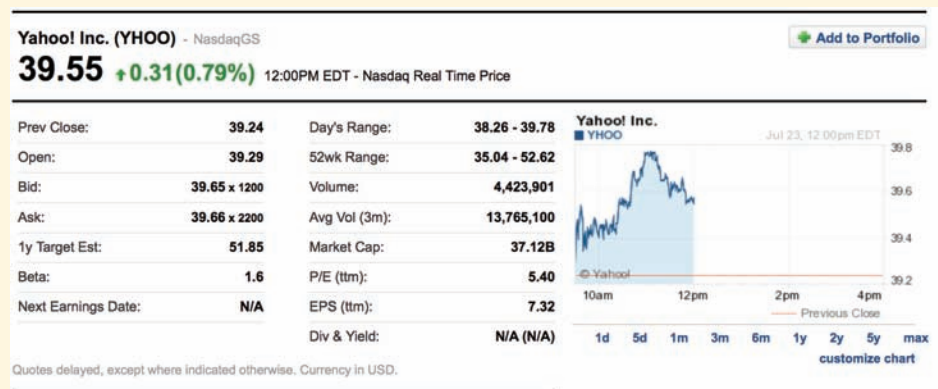 Yahoo! Inc. (YHOO) - NasdaqGS
Add to Portfolio
39.55 0.31(0.79%) 12:00PM EDT - Nasdaq Real Time Price
Prev Close: 39.24
Open: 39.29
Bid: 39.65 x 1200
Ask: 39.66 x 2200
1y Target Est: 51.85
Beta: 1.6
Next Earnings Date: N/A
Day's Range: 38.26 - 39.78
52wk Range: 35.04 - 52.62
Volume: 4,423,901
Avg Vol (3m): 13,765,100
Market Cap: 37.12B
P/E (ttm): 5.40
EPS (ttm): 7.32
Div & Yield: N/A (N/A)
Yahoo! Inc.
YHOO Jul 23, 12:00pm EDT
39.8
39.6
39.4
39.2
© Yahoo!
10am 12pm 2pm 4pm
Previous Close
1d 5d 1m 3m 6m 1y 2y 5y max
customize chart
Quotes delayed, except where indicated otherwise. Currency in USD.